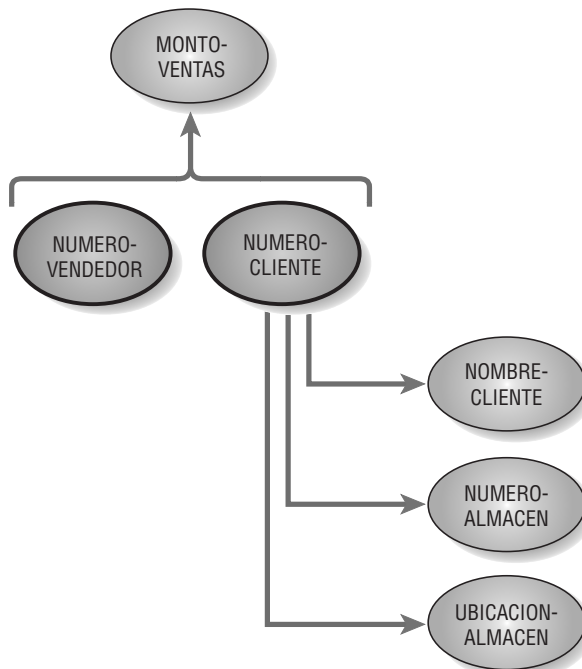 MONTO-
VENTAS
NUMERO-
VENDEDOR
NUMERO-
CLIENTE
NOMBRE-
CLIENTE
NUMERO-
ALMACEN
UBICACION-
ALMACEN